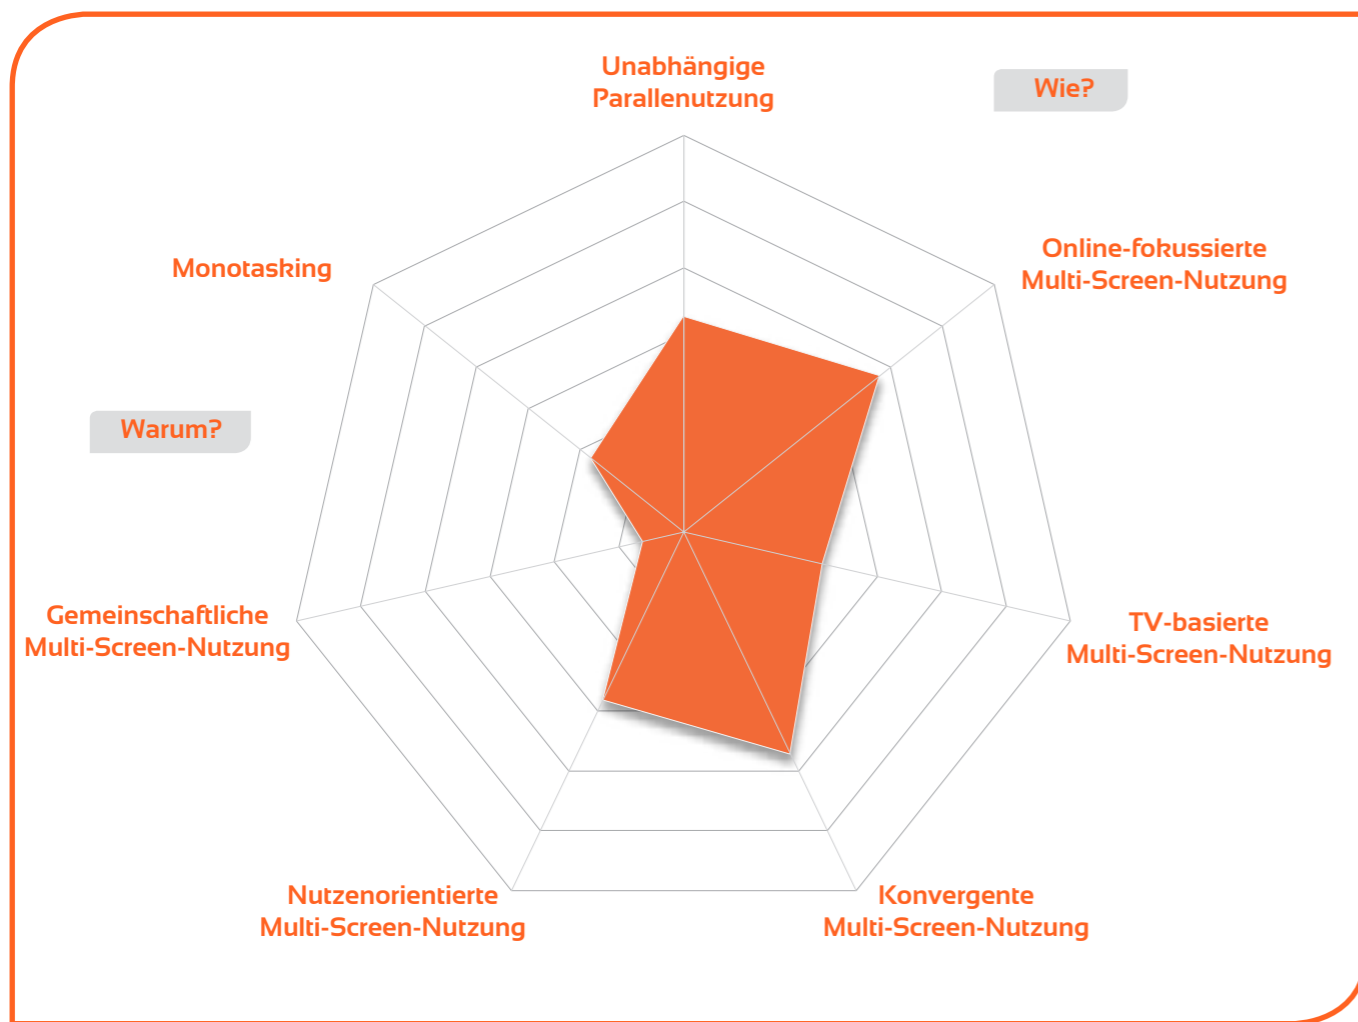 Unabhängige
Parallenutzung
Wie?
Online-fokussierte
Multi-Screen-Nutzung
Monotasking
Warum?
Gemeinschaftliche
Multi-Screen-Nutzung
TV-basierte
Multi-Screen-Nutzung
Nutzenorientierte
Multi-Screen-Nutzung
Konvergente
Multi-Screen-Nutzung